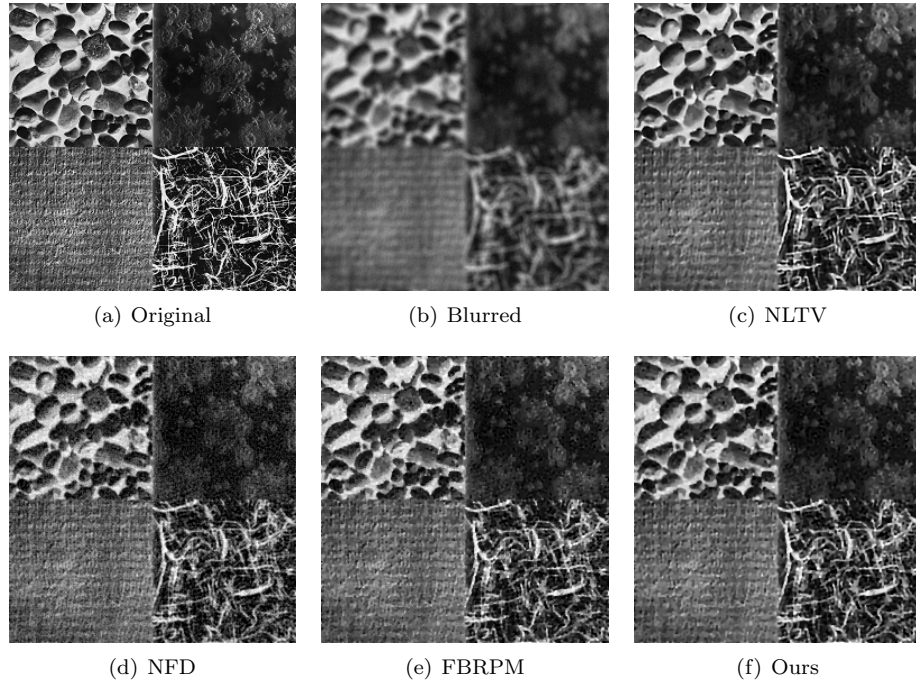 (a) Original
(b) Blurred
(c) NLTV
(d) NFD
(e) FBRPM
(f) Ours